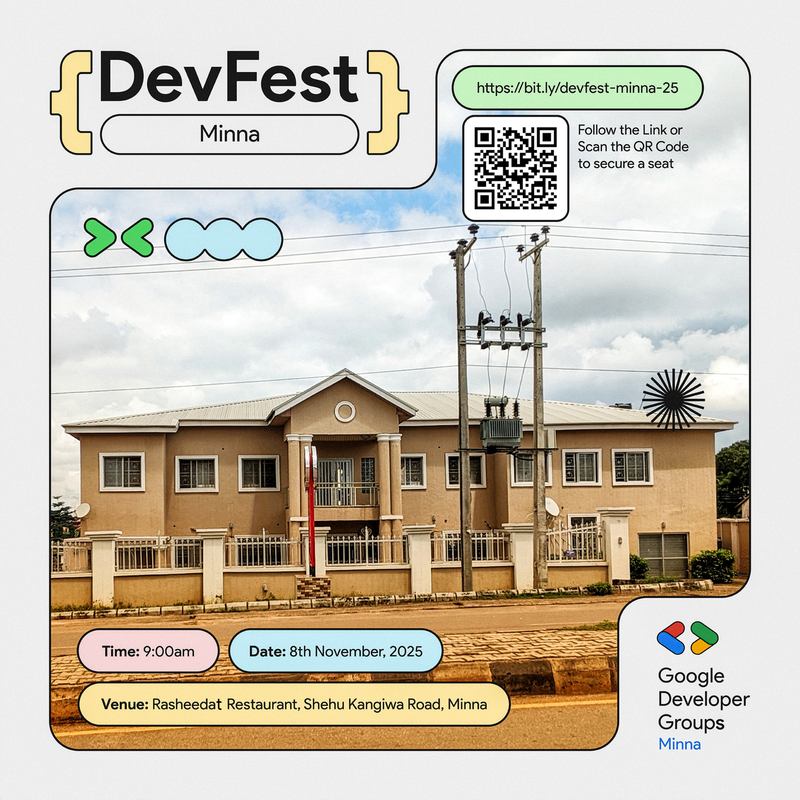 DevFest
Minna
https://bit.ly/devfest-minna-25
Follow the Link or
Scan the QR Code
to secure a seat
Time: 9:00am
Date: 8th November, 2025
Venue: Rasheedat Restaurant, Shehu Kangiwa Road, Minna
Google
Developer
Groups
Minna